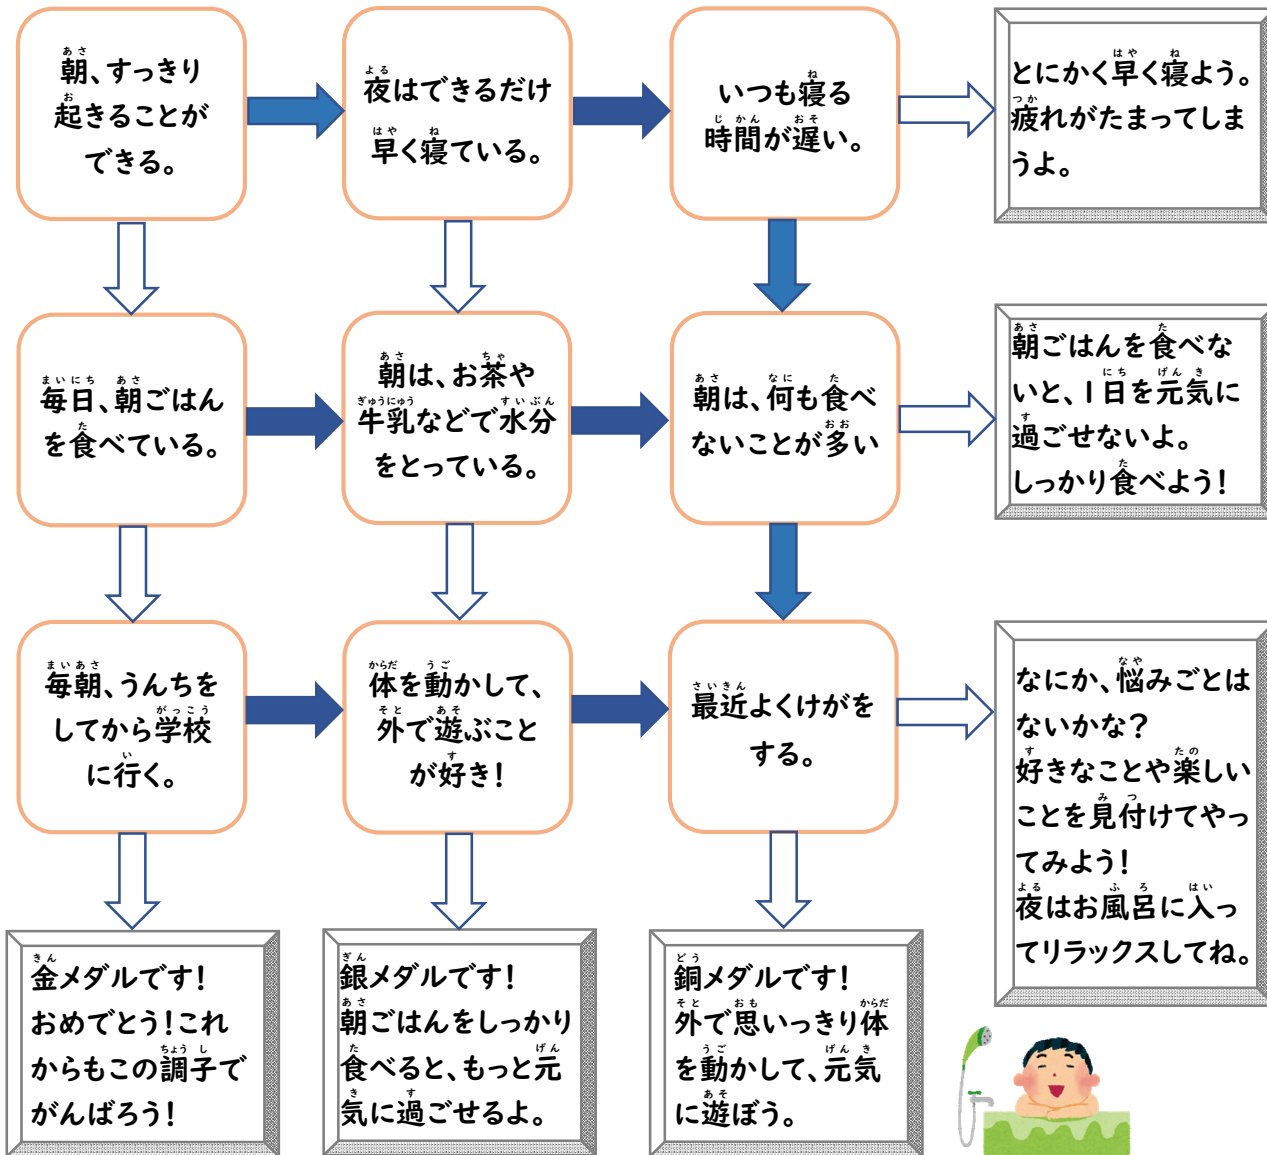 朝、すっきり
起きることが
できる。
夜はできるだけ
早く寝ている。
いつも寝る
時間が遅い。
とにかく早く寝よう。
疲れがたまってしま
うよ。
毎日、朝ごはん
を食べている。
朝は、お茶や
牛乳などで水分
をとっている。
朝は、何も食べ
ないことが多い
朝ごはんを食べな
いと、1日を元気に
過ごせないよ。
しっかり食べよう!
毎朝、うんちを
してから学校
に行く。
体を動かして、
外で遊ぶこと
が好き!
最近よくけがを
する。
なにか、悩みごとは
ないかな?
好きなことや楽しい
ことを見付けてやっ
てみよう!
夜はお風呂に入っ
てリラックスしてね。
金メダルです!
おめでとう!これ
からもこの調子で
がんばろう!
銀メダルです!
朝ごはんをしっかり
食べると、もっと元
気に過ごせるよ。
銅メダルです!
外で思いっきり体
を動かして、元気
に遊ぼう。